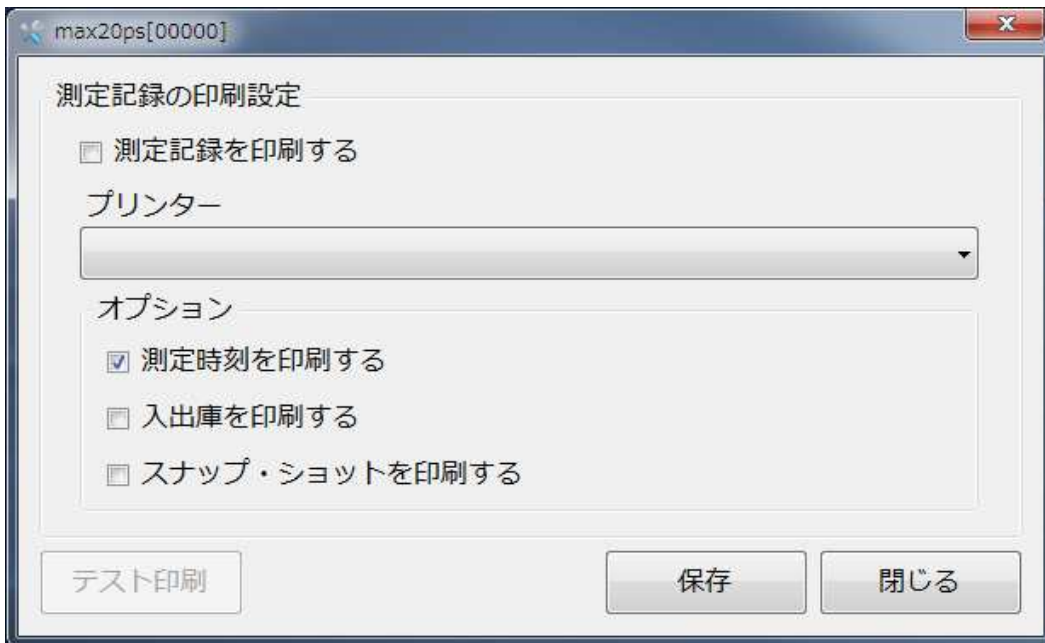 max20ps[00000]
測定記録の印刷設定
測定記録を印刷する
プリンター
オプション
測定時刻を印刷する
入出庫を印刷する
スナップ・ショットを印刷する
テスト印刷
保存
閉じる